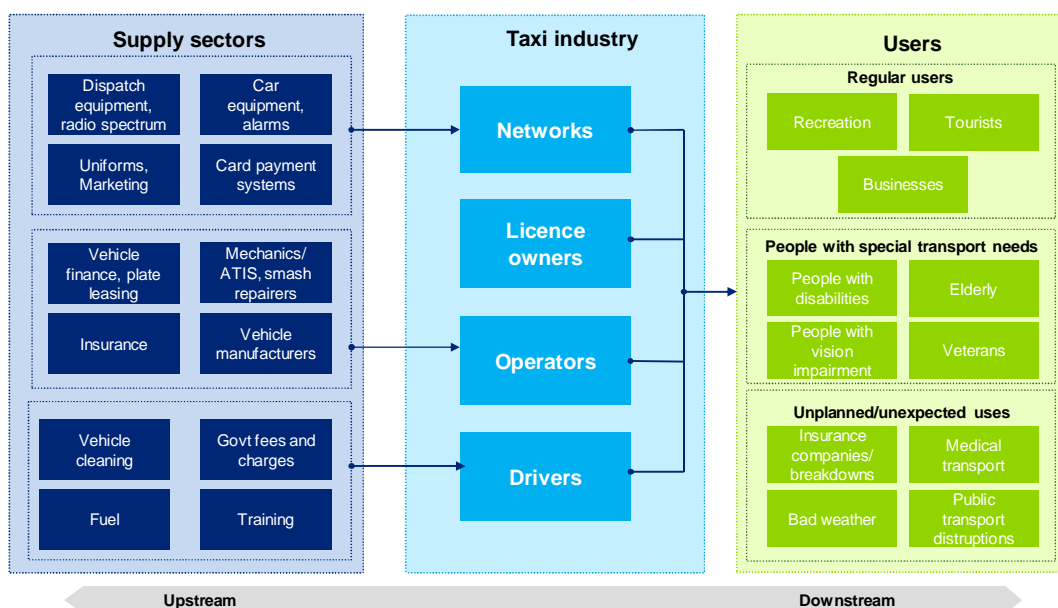 Supply sectors
Dispatch
equipment,
radio spectrum
Car
equipment,
alarms
Uniforms,
Marketing
Card payment
systems
Vehicle
finance, plate
leasing
Mechanics/
ATIS, smash
repairers
Insurance
Vehicle
manufacturers
Vehicle
cleaning
Govt fees and
charges
Fuel
Training
Taxi industry
Networks
Licence
owners
Operators
Drivers
Users
Regular users
Recreation
Tourists
Businesses
People with special transport needs
People with
disabilities
Elderly
People with
vision
impairment
Veterans
Unplanned/unexpected uses
Insurance
companies/
breakdowns
Medical
transport
Bad weather
Public
transport
distruptions
Upstream
Downstream